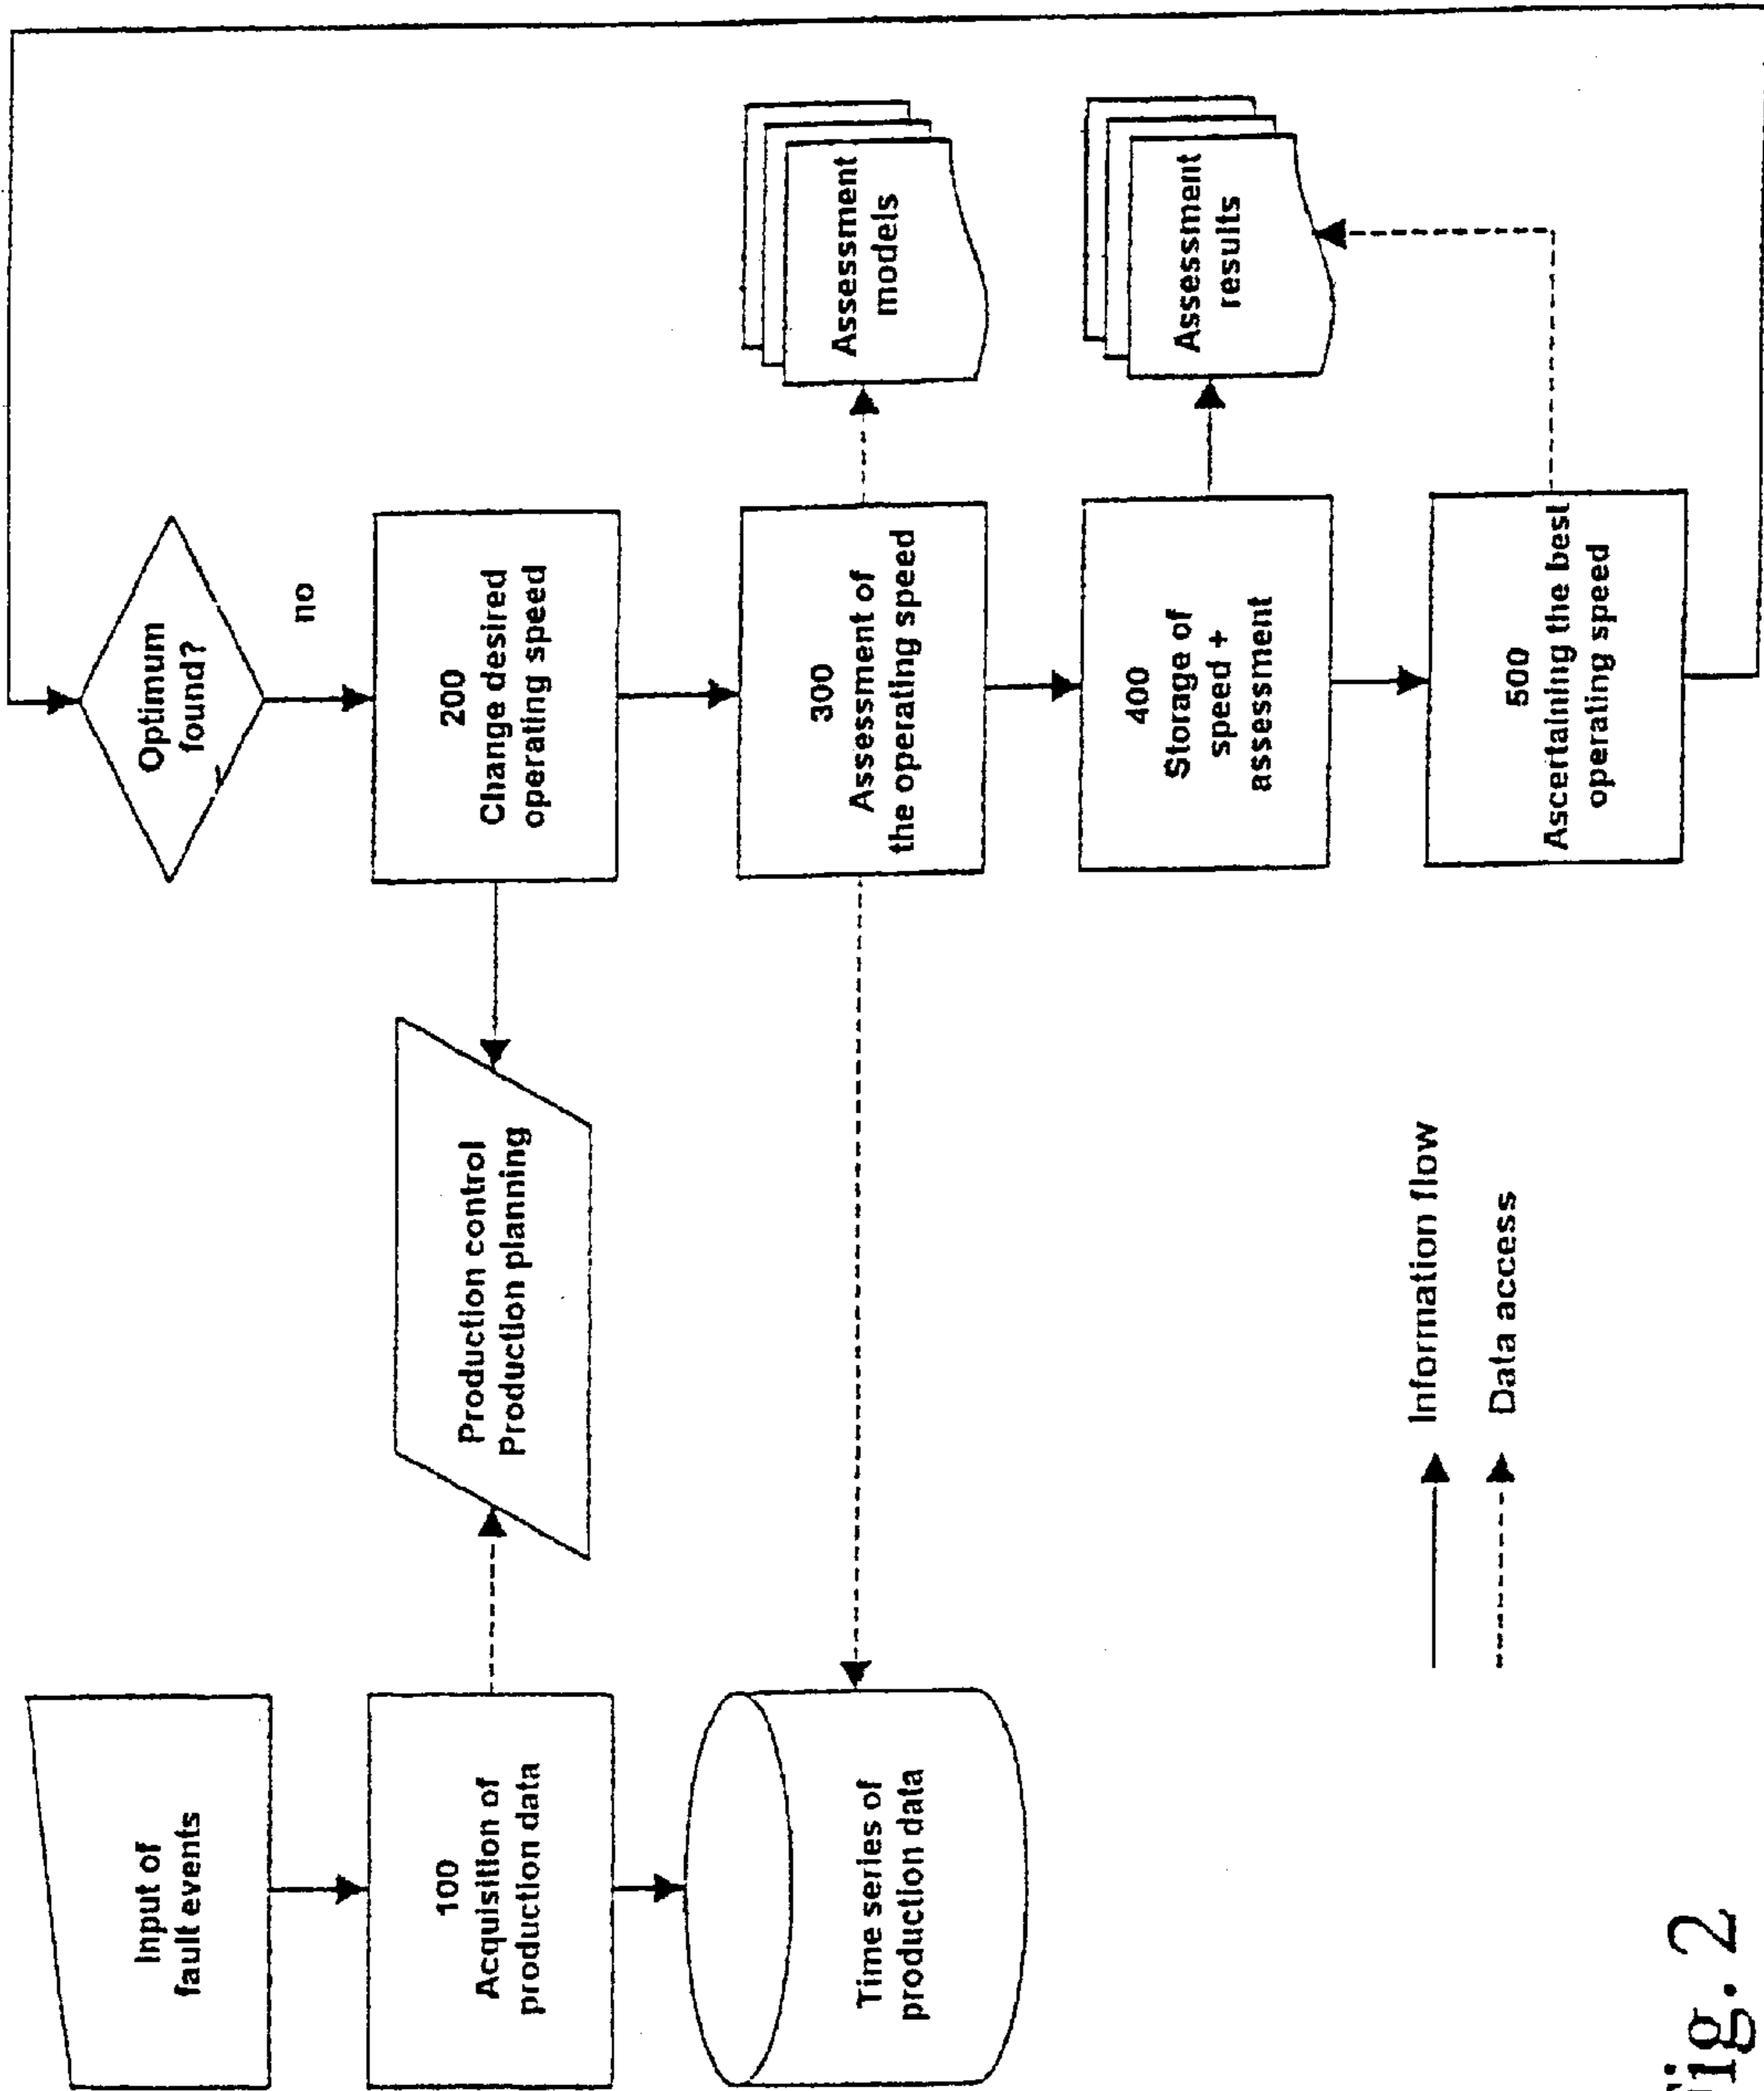 Input of
fault events
100
Acquisition of
production data
Time series of
production data
Production control
Production planning
Optimum
found?
no
200
Change desired
operating speed
300
Assessment of
the operating speed
400
Storage of
speed +
assessment
500
Ascertaining the best
operating speed
Assessment
models
Assessment
results
Information flow
Data access
Fig. 2